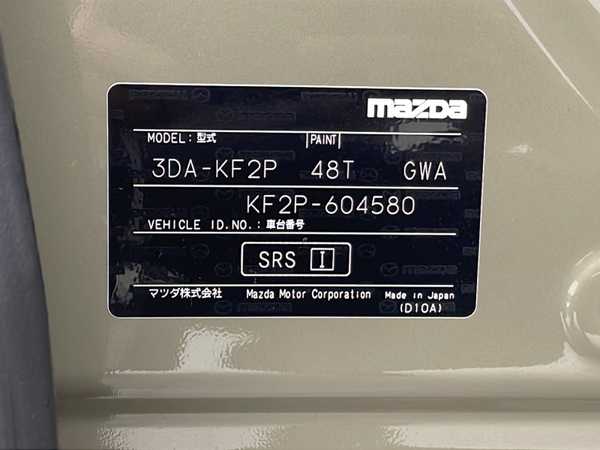 mazda
MODEL: 型式 PAINT
3DA-KF2P 48T GWA
KF2P-604580
VEHICLE ID.NO.: 車台番号
SRS I
マツダ株式会社 Mazda Motor Corporation Made in Japan
(D10A)